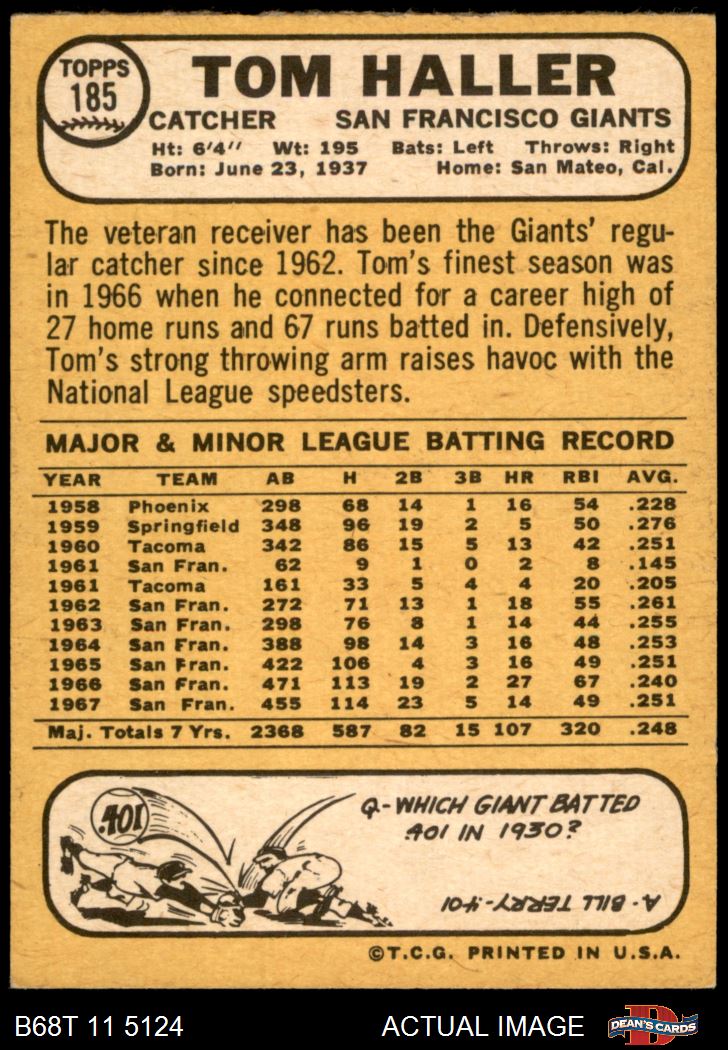 TOPPS
185
TOM HALLER
CATCHER SAN FRANCISCO GIANTS
Ht: 6'4" Wt: 195 Bats: Left Throws: Right
Born: June 23, 1937 Home: San Mateo, Cal.
The veteran receiver has been the Giants' regu-
lar catcher since 1962. Tom's finest season was
in 1966 when he connected for a career high of
27 home runs and 67 runs batted in. Defensively,
Tom's strong throwing arm raises havoc with the
National League speedsters.
MAJOR & MINOR LEAGUE BATTING RECORD
YEAR TEAM AB H 2B 3B HR RBI AVG.
1958 Phoenix 298 68 14 1 16 54 .228
1959 Springfield 348 96 19 2 5 50 .276
1960 Tacoma 342 86 15 5 13 42 .251
1961 San Fran. 62 9 1 0 2 8 .145
1961 Tacoma 161 33 5 4 4 20 .205
1962 San Fran. 272 71 13 1 18 55 .261
1963 San Fran. 298 76 8 1 14 44 .255
1964 San Fran. 388 98 14 3 16 48 .253
1965 San Fran. 422 106 4 3 16 49 .251
1966 San Fran. 471 113 19 2 27 67 .240
1967 San Fran. 455 114 23 5 14 49 .251
Maj. Totals 7 Yrs. 2368 587 82 15 107 320 .248
.401
Q-WHICH GIANT BATTED
.401 IN 1930?
A-BILL TERRY-.401
©T.C.G. PRINTED IN U.S.A.
B68T 11 5124 ACTUAL IMAGE
D
DEAN'S CARDS